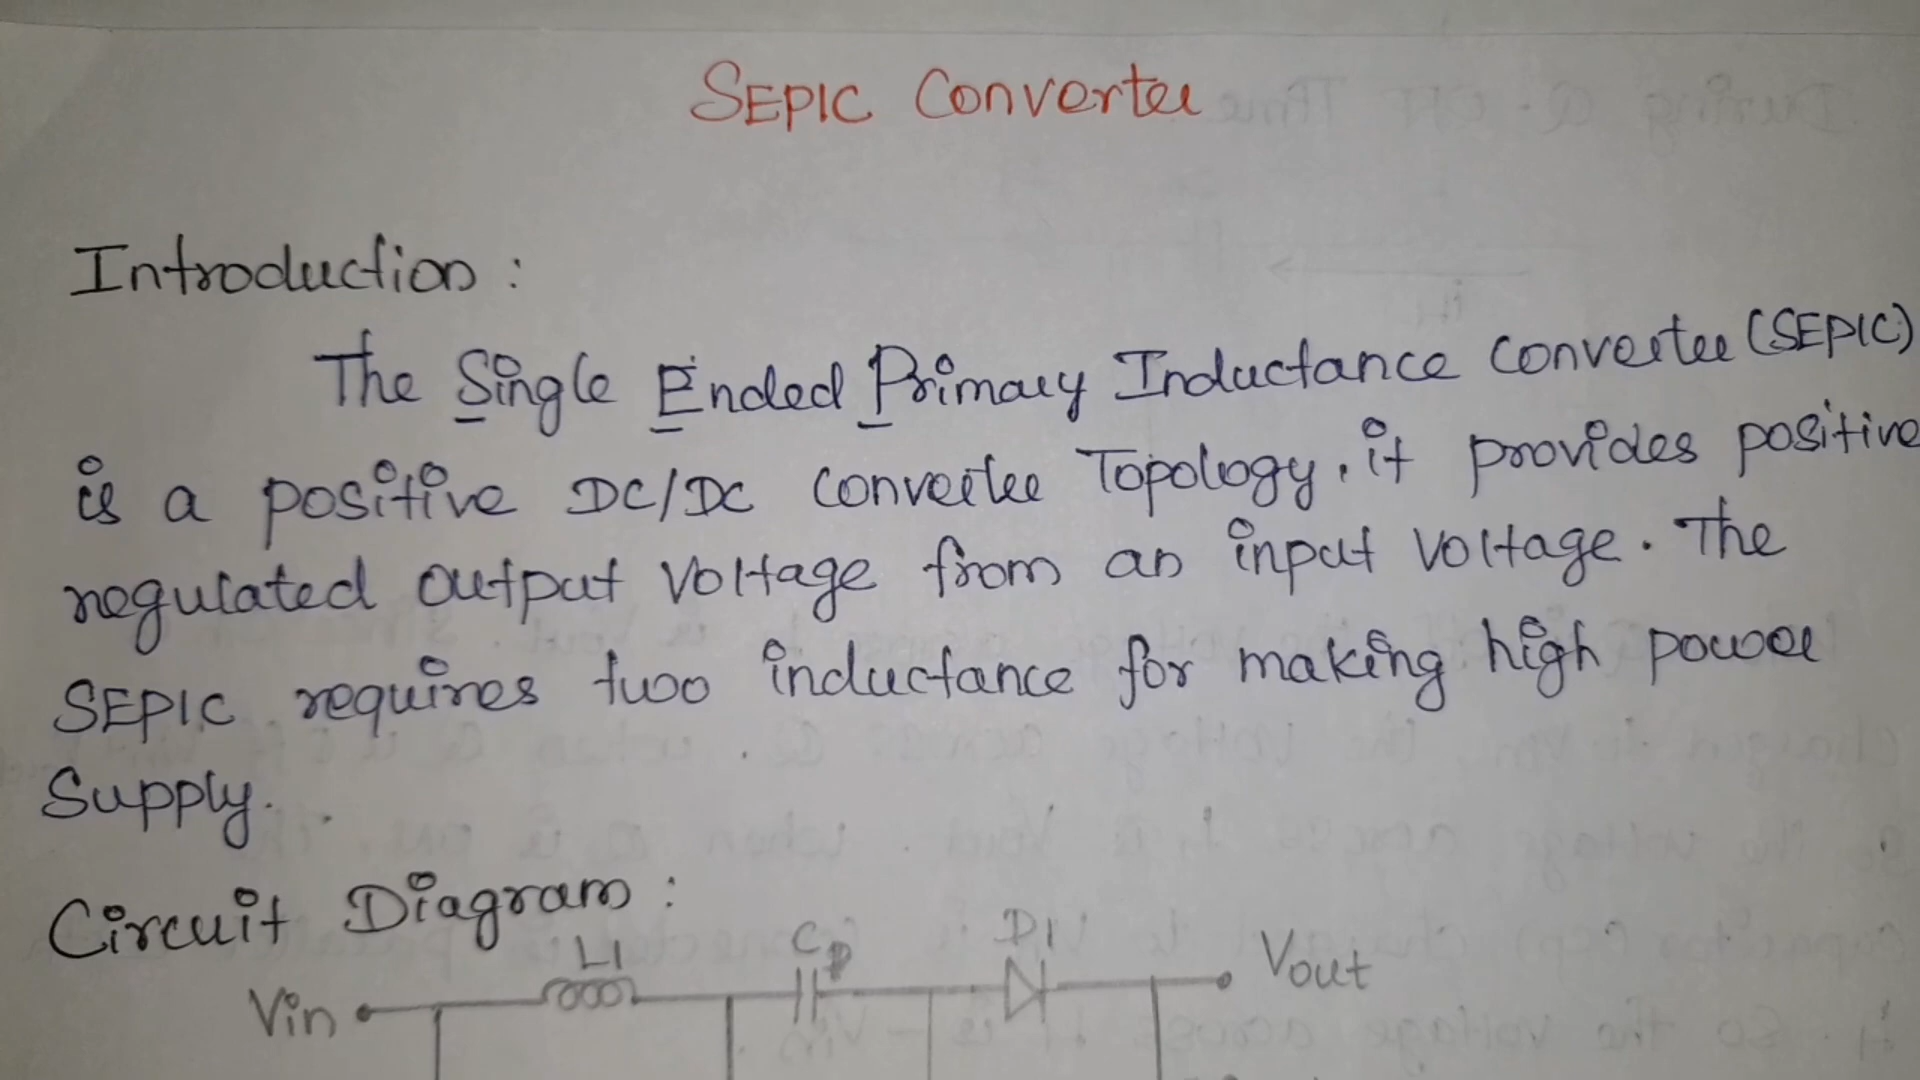 SEPIC Converter
Introduction :
The Single Ended Primary Inductance Converter (SEPIC)
is a positive DC/DC converter Topology, it provides positive
regulated output voltage from an input voltage. The
SEPIC requires two inductance for making high power
Supply.
Circuit Diagram :
L1 Cp D1 Vout
Vin